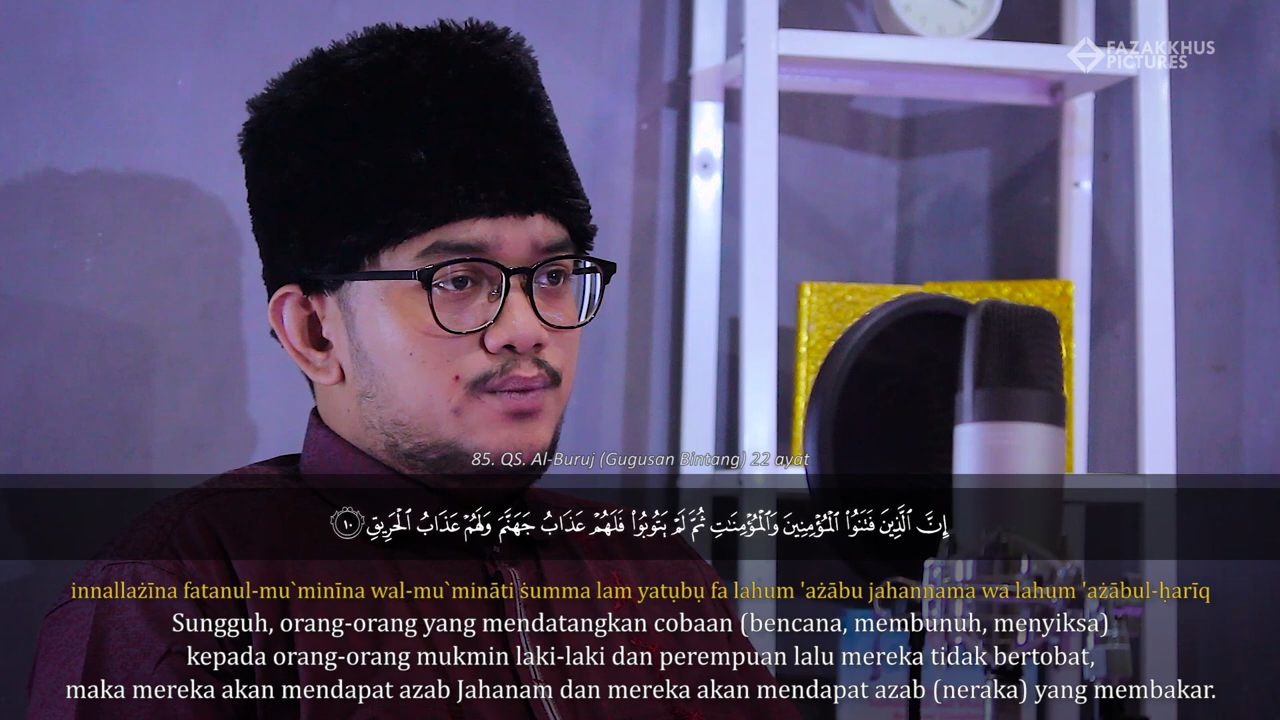 FAZAKKHUS
PICTURES
85. QS. Al-Buruj (Gugusan Bintang) 22 ayat
إِنَّ الَّذِينَ فَتَنُوا۟ الْمُؤْمِنِينَ وَالْمُؤْمِنَٰتِ ثُمَّ لَمْ يَتُوبُوا۟ فَلَهُمْ عَذَابُ جَهَنَّمَ وَلَهُمْ عَذَابُ الْحَرِيقِ ١٠
innallażīna fatanul-mu`minīna wal-mu`mināti ṡumma lam yatụbụ fa lahum 'ażābu jahannama wa lahum 'ażābul-ḥarīq
Sungguh, orang-orang yang mendatangkan cobaan (bencana, membunuh, menyiksa)
kepada orang-orang mukmin laki-laki dan perempuan lalu mereka tidak bertobat,
maka mereka akan mendapat azab Jahanam dan mereka akan mendapat azab (neraka) yang membakar.